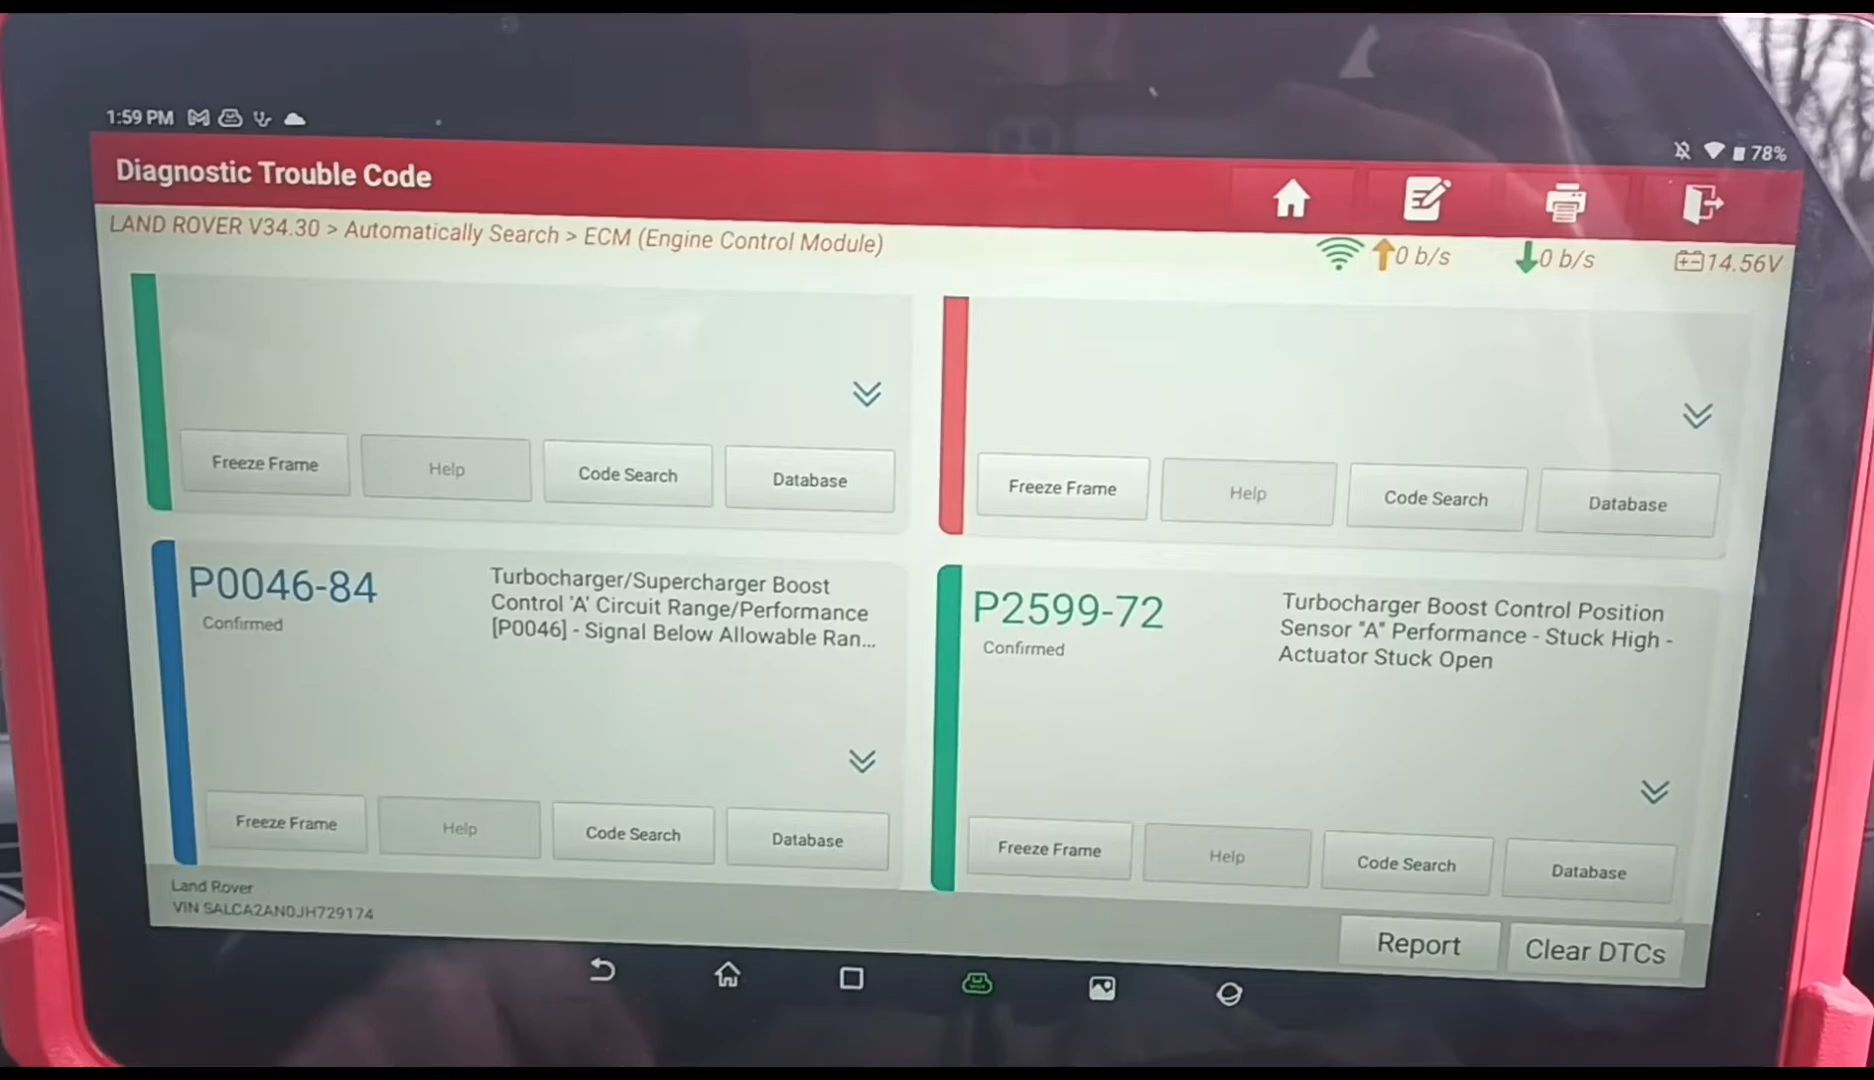 1:59 PM
78%
Diagnostic Trouble Code
LAND ROVER V34.30 > Automatically Search > ECM (Engine Control Module)
0 b/s
0 b/s
14.56V
Freeze Frame
Help
Code Search
Database
Freeze Frame
Help
Code Search
Database
P0046-84
Confirmed
Turbocharger/Supercharger Boost
Control 'A' Circuit Range/Performance
[P0046] - Signal Below Allowable Ran...
Freeze Frame
Help
Code Search
Database
P2599-72
Confirmed
Turbocharger Boost Control Position
Sensor "A" Performance - Stuck High -
Actuator Stuck Open
Freeze Frame
Help
Code Search
Database
Land Rover
VIN SALCA2AN0JH729174
Report
Clear DTCs